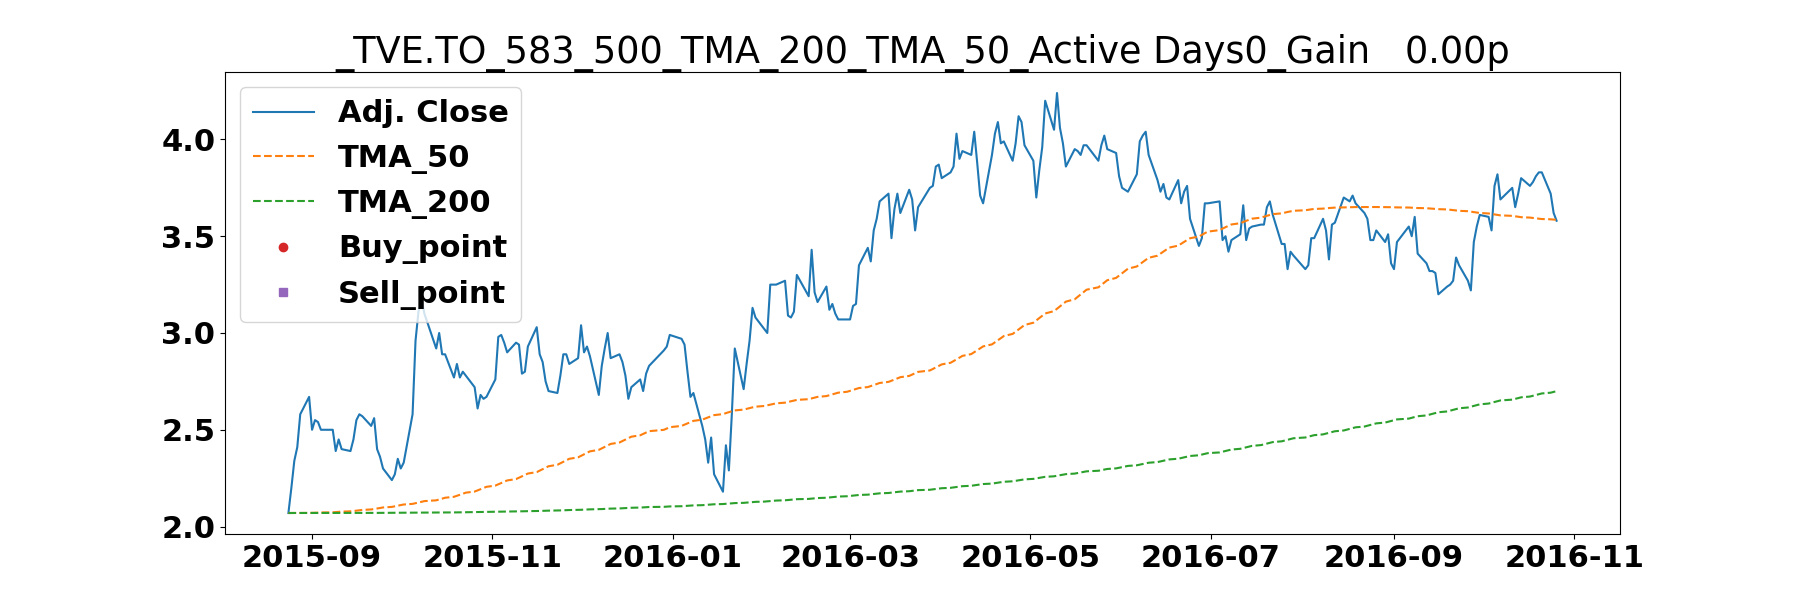 _TVE.TO_583_500_TMA_200_TMA_50_Active Days0_Gain   0.00p
Adj. Close
TMA_50
TMA_200
Buy_point
Sell_point
4.0
3.5
3.0
2.5
2.0
2015-09 2015-11 2016-01 2016-03 2016-05 2016-07 2016-09 2016-11